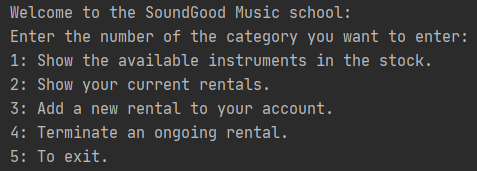 Welcome to the SoundGood Music school:
Enter the number of the category you want to enter:
1: Show the available instruments in the stock.
2: Show your current rentals.
3: Add a new rental to your account.
4: Terminate an ongoing rental.
5: To exit.